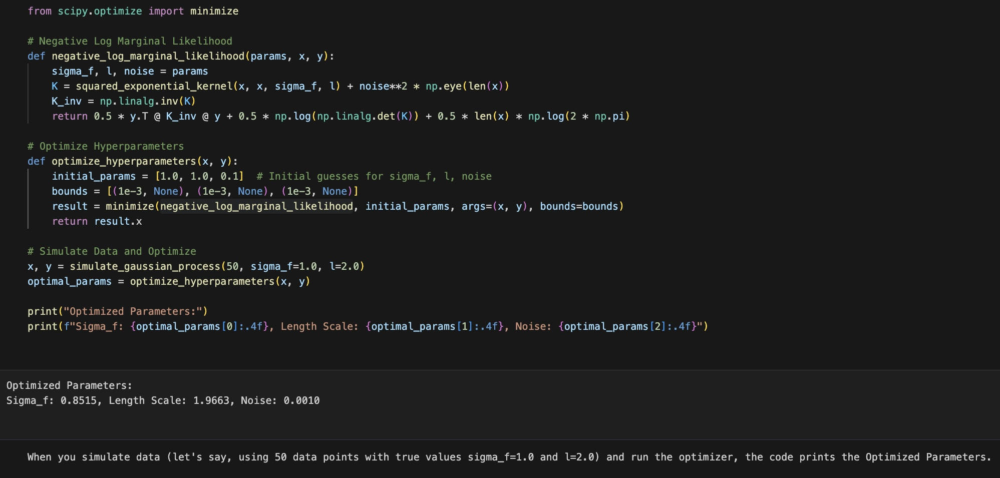 from scipy.optimize import minimize
# Negative Log Marginal Likelihood
def negative_log_marginal_likelihood(params, x, y):
    sigma_f, l, noise = params
    K = squared_exponential_kernel(x, x, sigma_f, l) + noise**2 * np.eye(len(x))
    K_inv = np.linalg.inv(K)
    return 0.5 * y.T @ K_inv @ y + 0.5 * np.log(np.linalg.det(K)) + 0.5 * len(x) * np.log(2 * np.pi)
# Optimize Hyperparameters
def optimize_hyperparameters(x, y):
    initial_params = [1.0, 1.0, 0.1]  # Initial guesses for sigma_f, l, noise
    bounds = [(1e-3, None), (1e-3, None), (1e-3, None)]
    result = minimize(negative_log_marginal_likelihood, initial_params, args=(x, y), bounds=bounds)
    return result.x
# Simulate Data and Optimize
x, y = simulate_gaussian_process(50, sigma_f=1.0, l=2.0)
optimal_params = optimize_hyperparameters(x, y)
print("Optimized Parameters:")
print(f"Sigma_f: {optimal_params[0]:.4f}, Length Scale: {optimal_params[1]:.4f}, Noise: {optimal_params[2]:.4f}")
Optimized Parameters:
Sigma_f: 0.8515, Length Scale: 1.9663, Noise: 0.0010
When you simulate data (let's say, using 50 data points with true values sigma_f=1.0 and l=2.0) and run the optimizer, the code prints the Optimized Parameters.